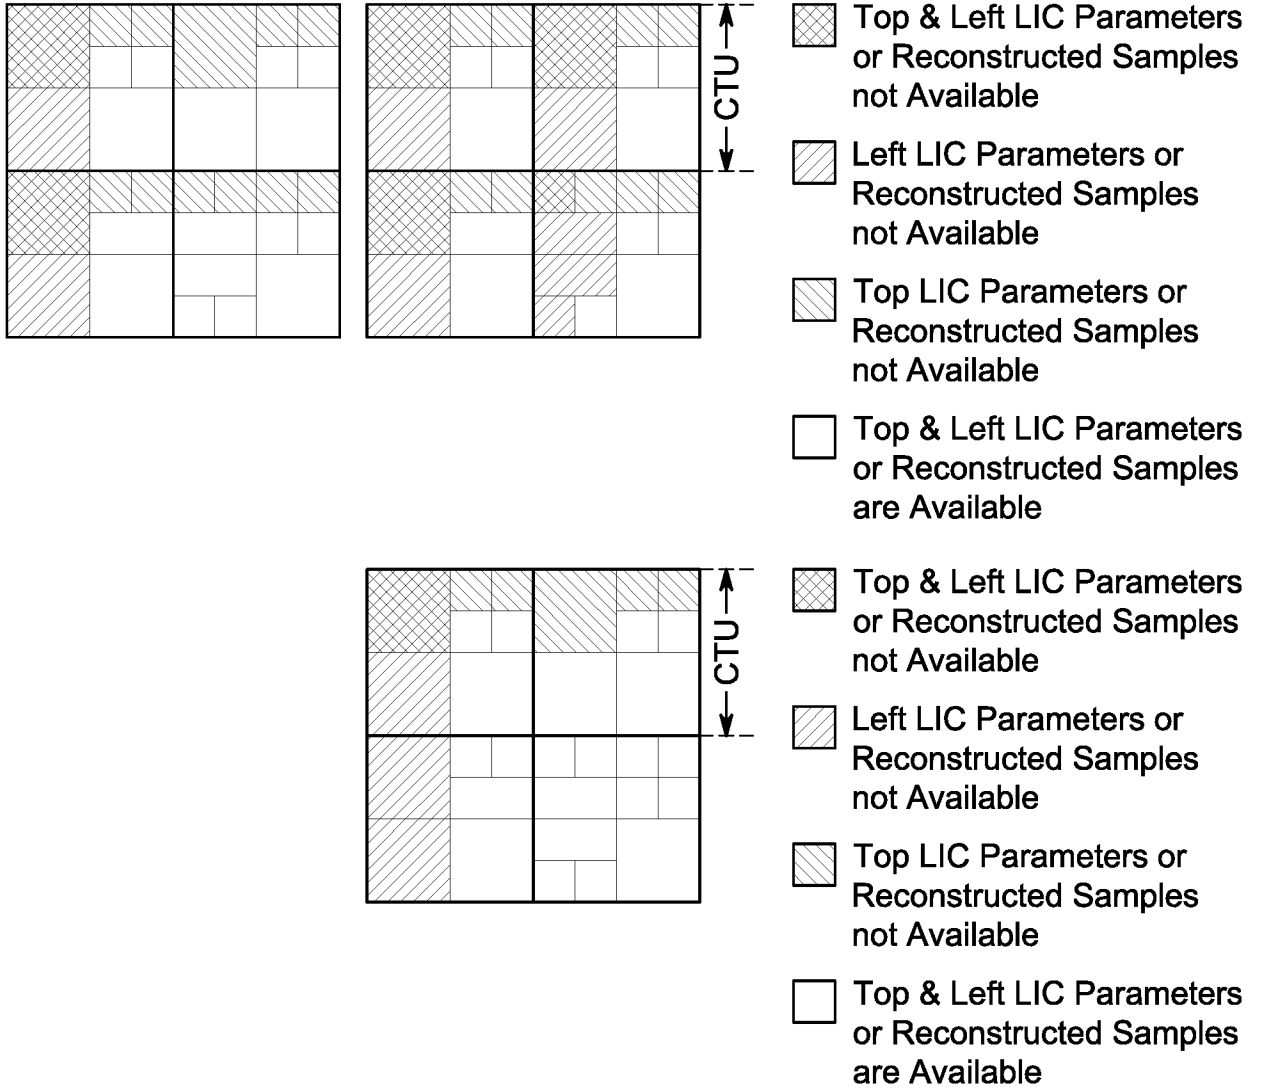 CTU
Top & Left LIC Parameters
or Reconstructed Samples
not Available
Left LIC Parameters or
Reconstructed Samples
not Available
Top LIC Parameters or
Reconstructed Samples
not Available
Top & Left LIC Parameters
or Reconstructed Samples
are Available
CTU
Top & Left LIC Parameters
or Reconstructed Samples
not Available
Left LIC Parameters or
Reconstructed Samples
not Available
Top LIC Parameters or
Reconstructed Samples
not Available
Top & Left LIC Parameters
or Reconstructed Samples
are Available